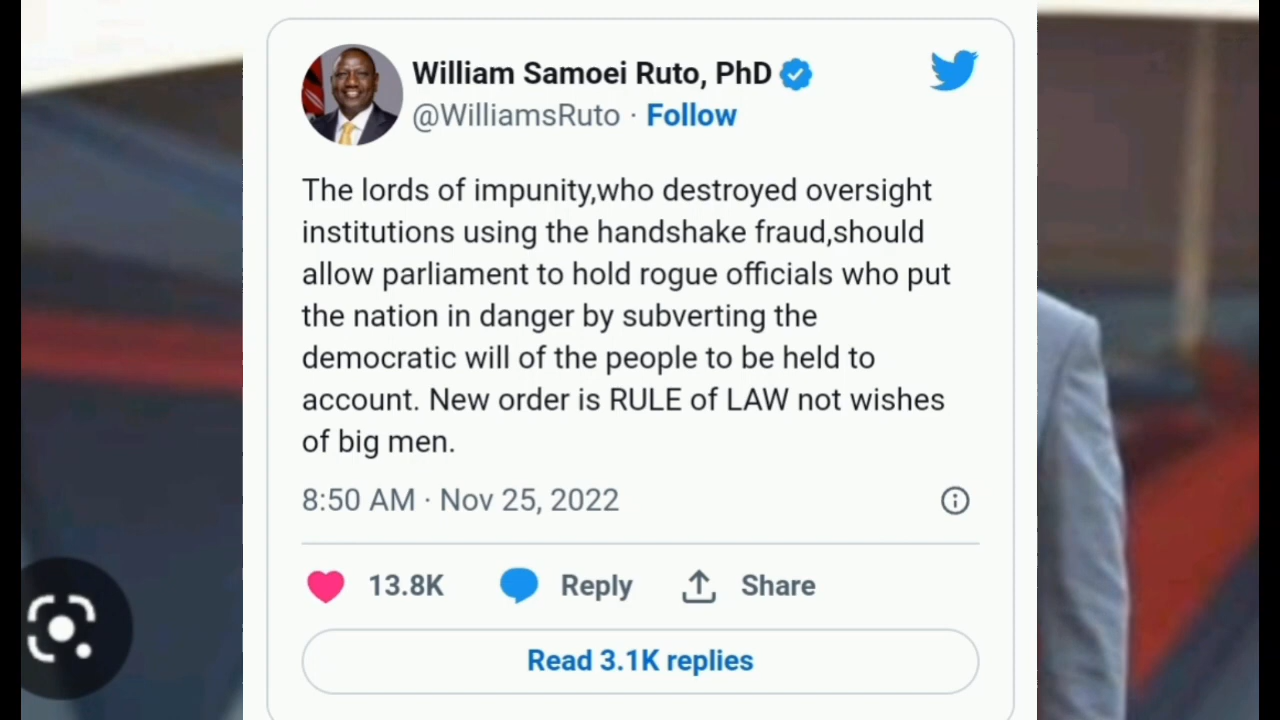 William Samoei Ruto, PhD
@WilliamsRuto · Follow
The lords of impunity,who destroyed oversight
institutions using the handshake fraud,should
allow parliament to hold rogue officials who put
the nation in danger by subverting the
democratic will of the people to be held to
account. New order is RULE of LAW not wishes
of big men.
8:50 AM · Nov 25, 2022
13.8K Reply Share
Read 3.1K replies